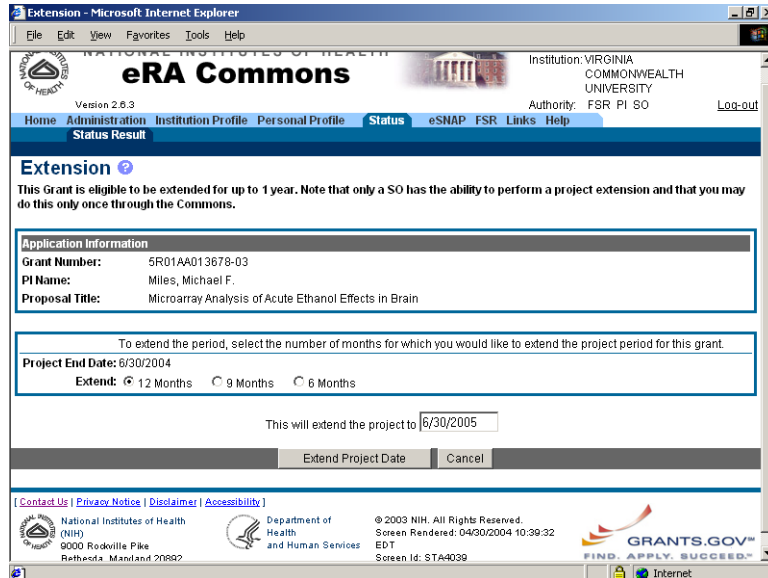 Extension - Microsoft Internet Explorer
File Edit View Favorites Tools Help
NATIONAL INSTITUTES OF HEALTH
eRA Commons
Version 2.6.3
Institution: VIRGINIA
COMMONWEALTH
UNIVERSITY
Authority: FSR PI SO
Log-out
Home Administration Institution Profile Personal Profile Status eSNAP FSR Links Help
Status Result
Extension ?
This Grant is eligible to be extended for up to 1 year. Note that only a SO has the ability to perform a project extension and that you may
do this only once through the Commons.
Application Information
Grant Number: 5R01AA013678-03
PI Name: Miles, Michael F.
Proposal Title: Microarray Analysis of Acute Ethanol Effects in Brain
To extend the period, select the number of months for which you would like to extend the project period for this grant.
Project End Date: 6/30/2004
Extend: 12 Months 9 Months 6 Months
This will extend the project to 6/30/2005
Extend Project Date Cancel
[ Contact Us | Privacy Notice | Disclaimer | Accessibility ]
National Institutes of Health
(NIH)
9000 Rockville Pike
Bethesda, Maryland 20892
Department of
Health
and Human Services
© 2003 NIH. All Rights Reserved.
Screen Rendered: 04/30/2004 10:39:32
EDT
Screen Id: STA4039
GRANTS.GOV℠
FIND. APPLY. SUCCEED.℠
Internet